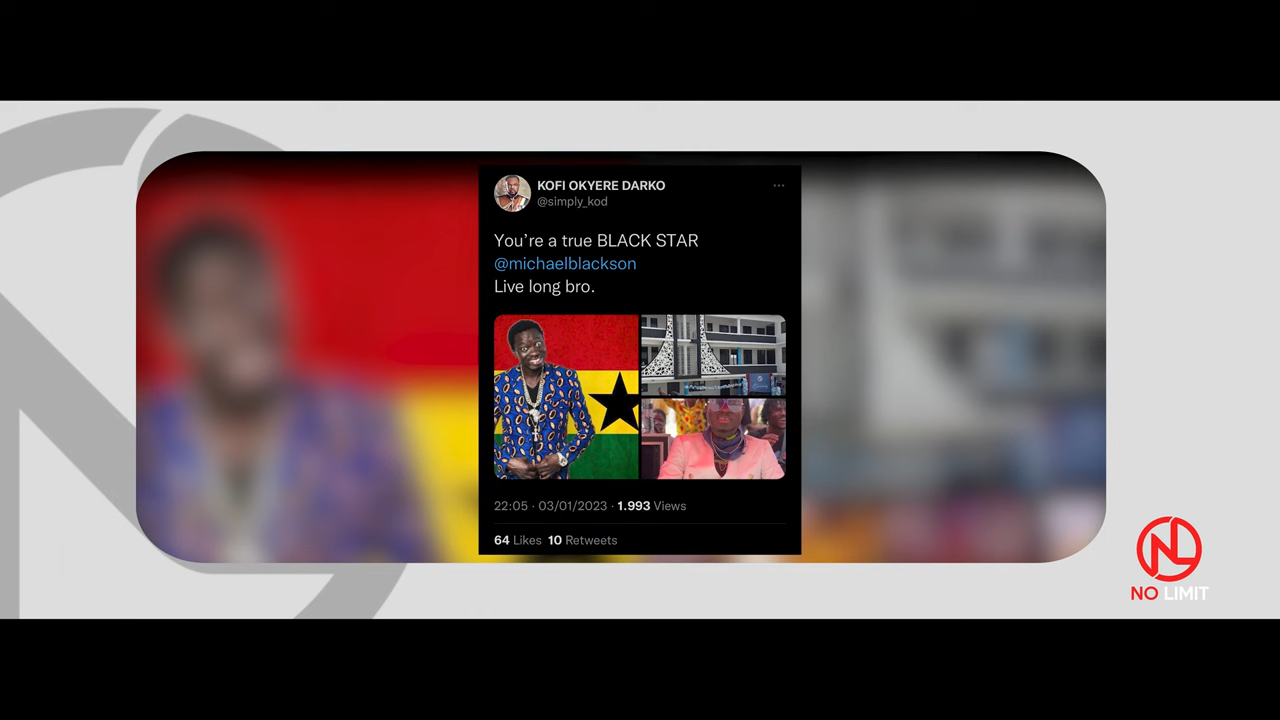 KOFI OKYERE DARKO
@simply_kod
You're a true BLACK STAR
@michaelblackson
Live long bro.
22:05 · 03/01/2023 · 1.993 Views
64 Likes 10 Retweets
NO LIMIT